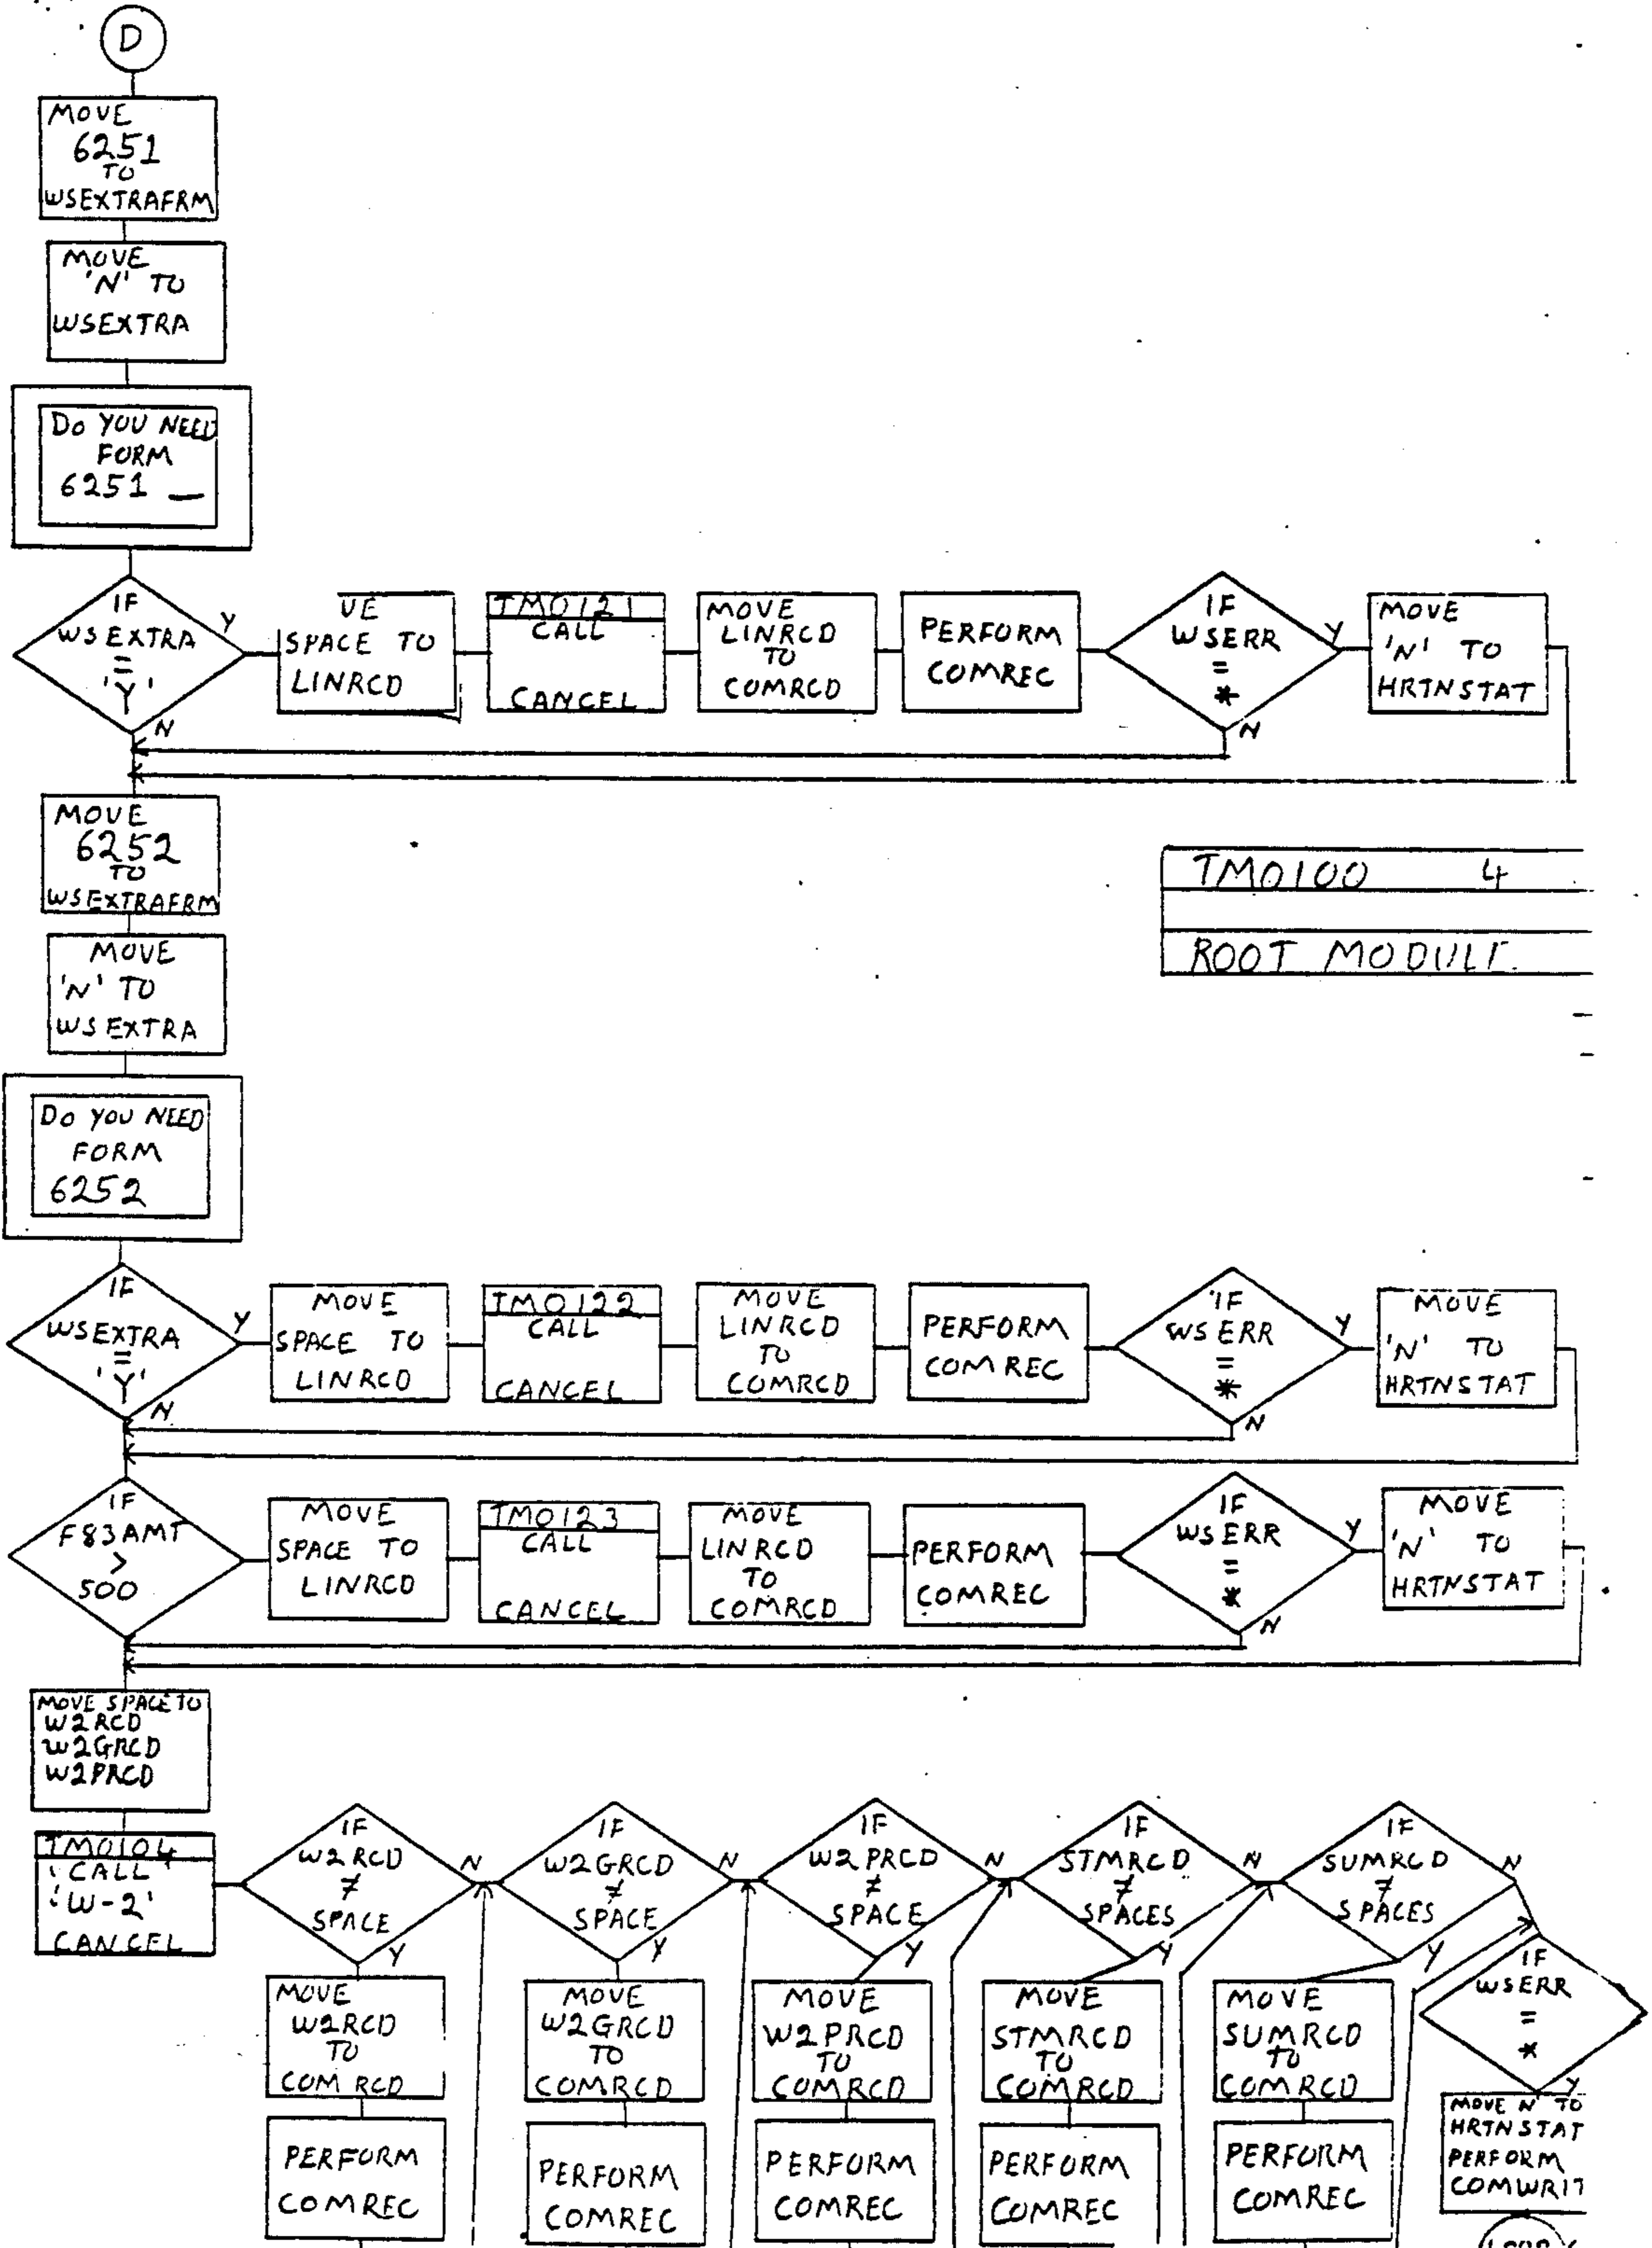 D
MOVE
6251
TO
WSEXTRAFRM
MOVE
'N' TO
WSEXTRA
DO YOU NEED
FORM
6251 _
IF
WSEXTRA
=
'Y'
Y
N
VE
SPACE TO
LINRCD
TM0121
CALL
CANCEL
MOVE
LINRCD
TO
COMRCD
PERFORM
COMREC
IF
WSERR
=
*
Y
N
MOVE
'N' TO
HRTNSTAT
MOVE
6252
TO
WSEXTRAFRM
TM0100 4
ROOT MODULE
MOVE
'N' TO
WSEXTRA
DO YOU NEED
FORM
6252
IF
WSEXTRA
=
'Y'
Y
N
MOVE
SPACE TO
LINRCD
TM0122
CALL
CANCEL
MOVE
LINRCD
TO
COMRCD
PERFORM
COMREC
IF
WSERR
=
*
Y
N
MOVE
'N' TO
HRTNSTAT
IF
F83AMT
>
500
MOVE
SPACE TO
LINRCD
TM0123
CALL
CANCEL
MOVE
LINRCD
TO
COMRCD
PERFORM
COMREC
IF
WSERR
=
*
Y
N
MOVE
'N' TO
HRTNSTAT
MOVE SPACE TO
W2RCD
W2GRCD
W2PRCD
TM0104
'CALL'
'W-2'
CANCEL
IF
W2RCD
≠
SPACE
N
Y
MOVE
W2RCD
TO
COMRCD
PERFORM
COMREC
IF
W2GRCD
≠
SPACE
N
Y
MOVE
W2GRCD
TO
COMRCD
PERFORM
COMREC
IF
W2PRCD
≠
SPACE
N
Y
MOVE
W2PRCD
TO
COMRCD
PERFORM
COMREC
IF
STMRCD
≠
SPACES
N
Y
MOVE
STMRCD
TO
COMRCD
PERFORM
COMREC
IF
SUMRCD
≠
SPACES
N
Y
MOVE
SUMRCD
TO
COMRCD
PERFORM
COMREC
IF
WSERR
=
*
Y
MOVE N TO
HRTNSTAT
PERFORM
COMWRIT